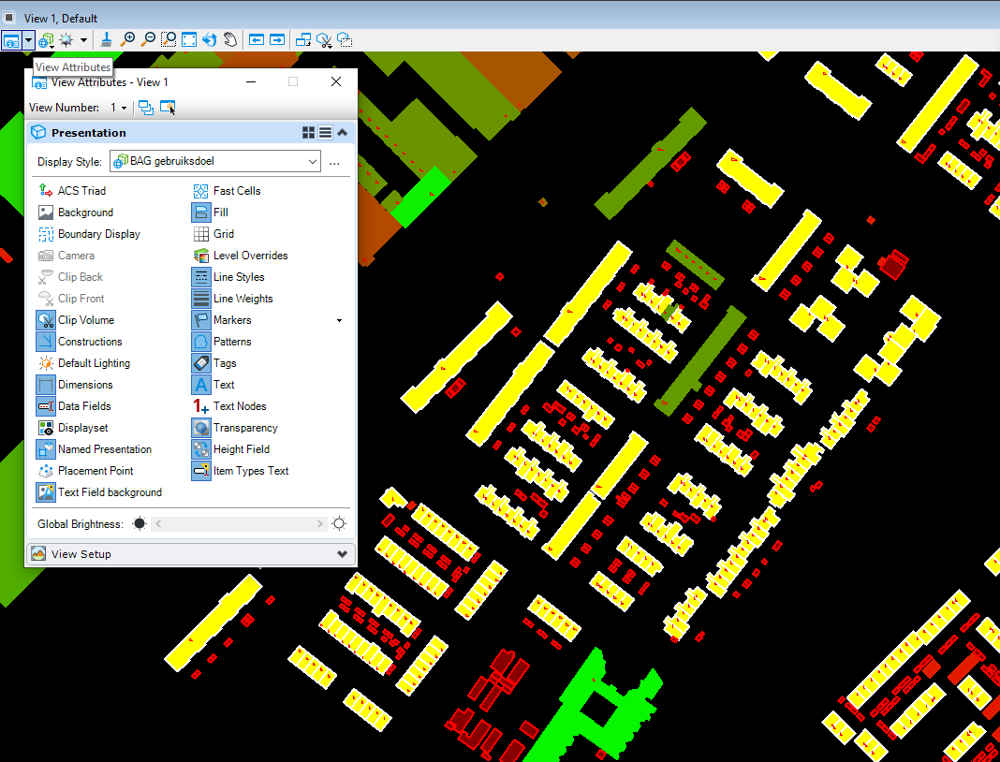 View 1, Default
View Attributes
View Attributes - View 1
View Number: 1
Presentation
Display Style: BAG gebruiksdoel ...
ACS Triad
Fast Cells
Background
Fill
Boundary Display
Grid
Camera
Level Overrides
Clip Back
Line Styles
Clip Front
Line Weights
Clip Volume
Markers
Constructions
Patterns
Default Lighting
Tags
Dimensions
Text
Data Fields
Text Nodes
Displayset
Transparency
Named Presentation
Height Field
Placement Point
Item Types Text
Text Field background
Global Brightness:
View Setup